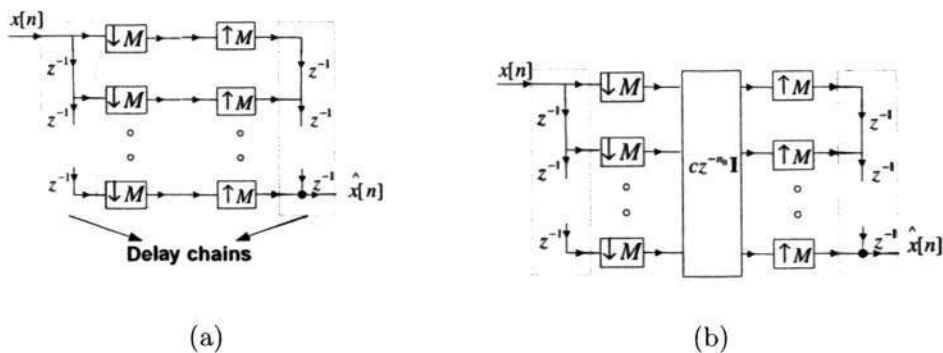 x[n]
↓M ↑M
z⁻¹ z⁻¹
↓M ↑M
z⁻¹ z⁻¹
z⁻¹ ↓M ↑M z⁻¹ x̂[n]
Delay chains
(a)
x[n]
↓M ↑M
z⁻¹ z⁻¹
↓M cz⁻ⁿ⁰I ↑M
z⁻¹ z⁻¹
z⁻¹ ↓M ↑M z⁻¹ x̂[n]
(b)